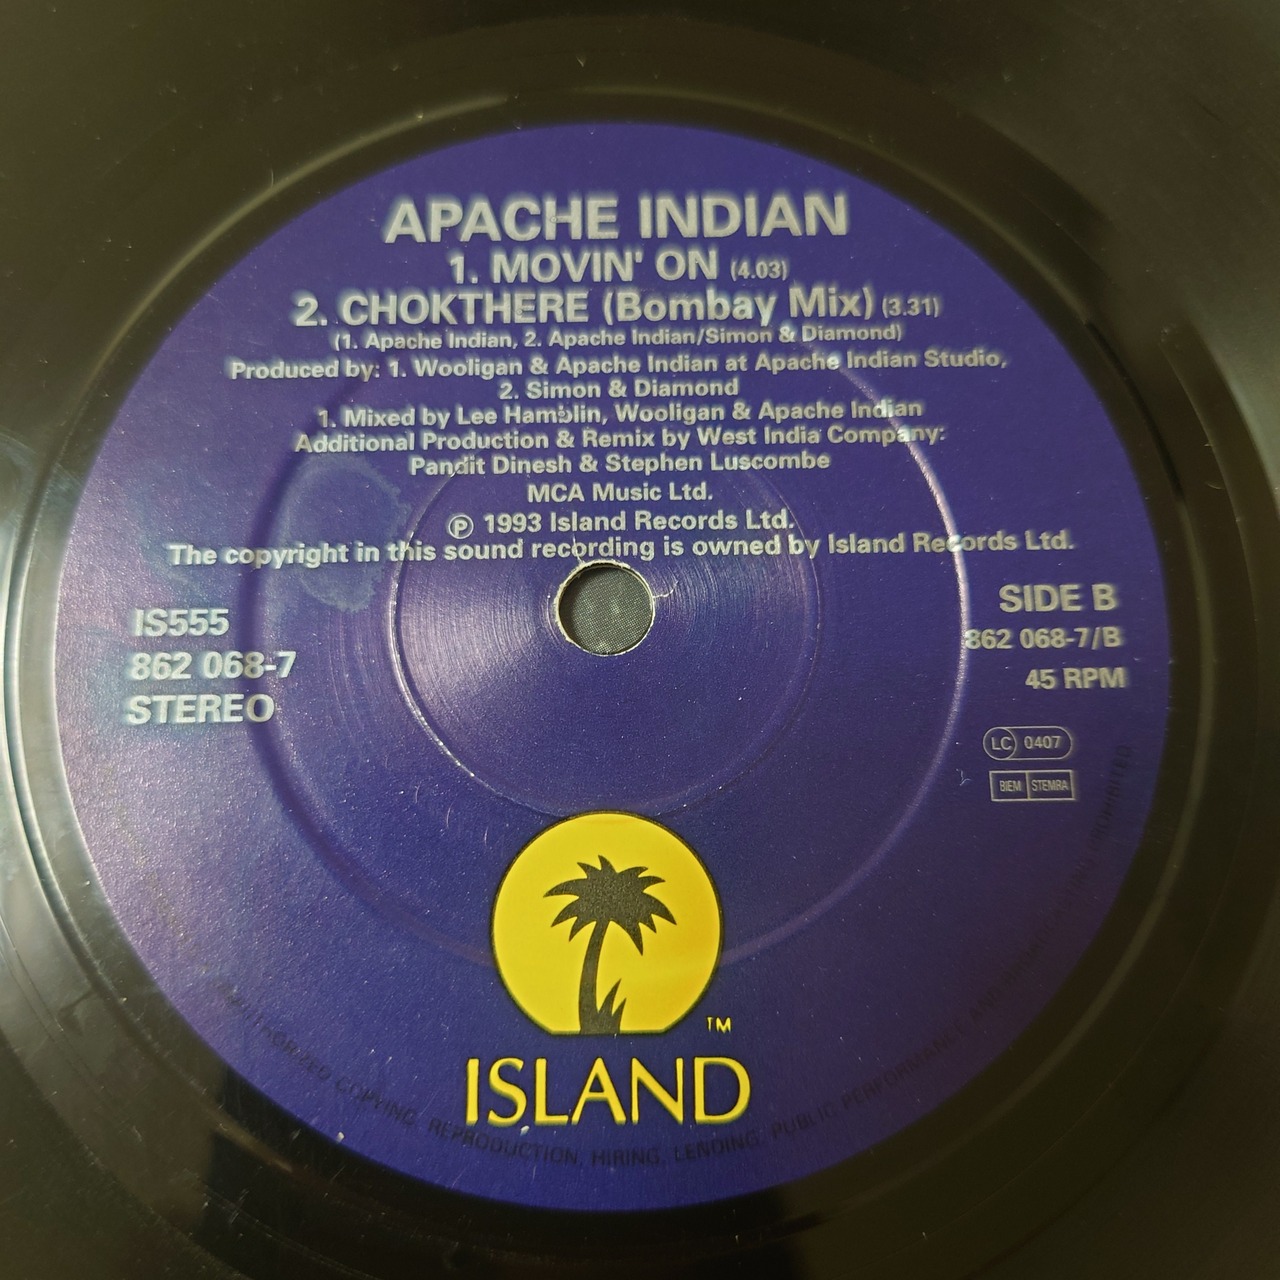 APACHE INDIAN
1. MOVIN' ON (4.03)
2. CHOKTHERE (Bombay Mix) (3.31)
(1. Apache Indian, 2. Apache Indian/Simon & Diamond)
Produced by: 1. Wooligan & Apache Indian at Apache Indian Studio,
2. Simon & Diamond
1. Mixed by Lee Hamblin, Wooligan & Apache Indian
Additional Production & Remix by West India Company:
Pandit Dinesh & Stephen Luscombe
MCA Music Ltd.
Ⓟ 1993 Island Records Ltd.
The copyright in this sound recording is owned by Island Records Ltd.
IS555
862 068-7
STEREO
SIDE B
862 068-7/B
45 RPM
LC 0407
BIEM STEMRA
TM
ISLAND
COPYING, REPRODUCTION, HIRING, LENDING, PUBLIC PERFORMANCE AND PROHIBITED